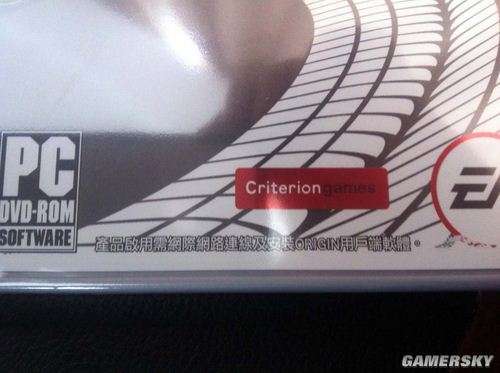 PC
DVD-ROM
SOFTWARE
Criterion games
EA
產品啟用需網際網路連線及安裝ORIGIN用戶端軟體。
GAMERSKY